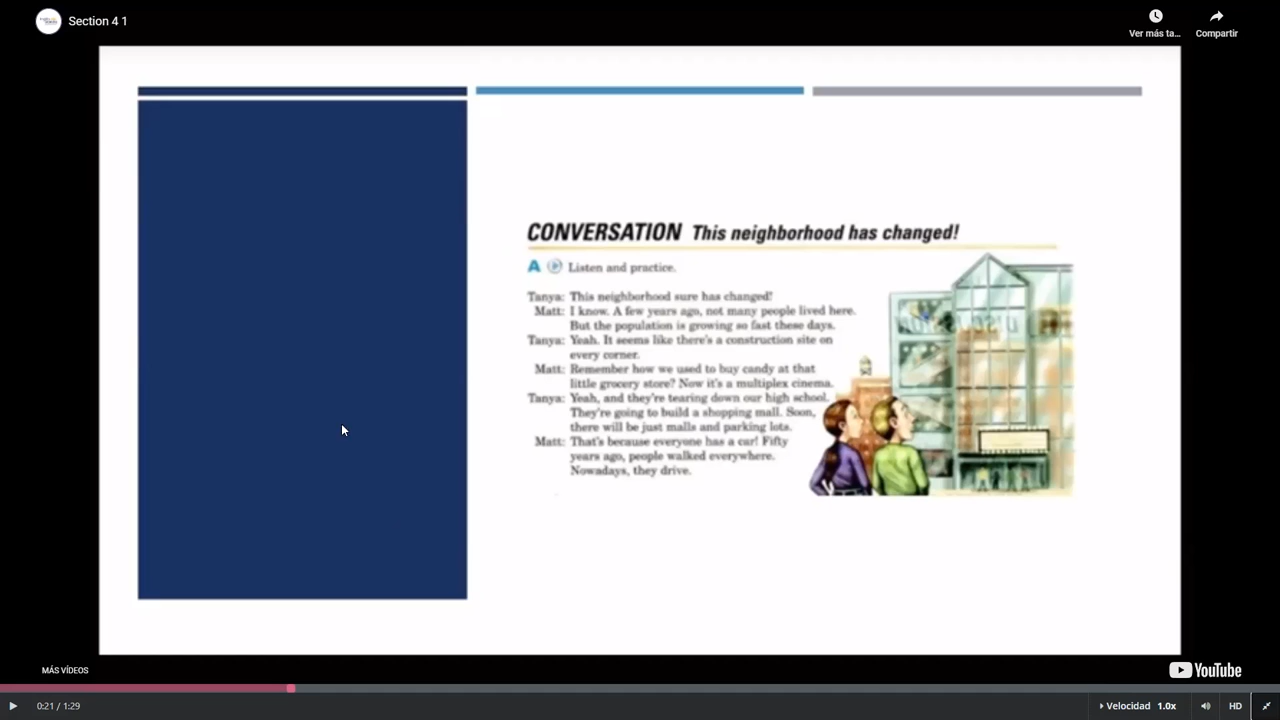 Section 4 1
Ver más ta...
Compartir
CONVERSATION This neighborhood has changed!
A Listen and practice.
Tanya: This neighborhood sure has changed!
Matt: I know. A few years ago, not many people lived here.
But the population is growing so fast these days.
Tanya: Yeah. It seems like there's a construction site on
every corner.
Matt: Remember how we used to buy candy at that
little grocery store? Now it's a multiplex cinema.
Tanya: Yeah, and they're tearing down our high school.
They're going to build a shopping mall. Soon,
there will be just malls and parking lots.
Matt: That's because everyone has a car! Fifty
years ago, people walked everywhere.
Nowadays, they drive.
MÁS VÍDEOS
YouTube
0:21 / 1:29
Velocidad 1.0x
HD